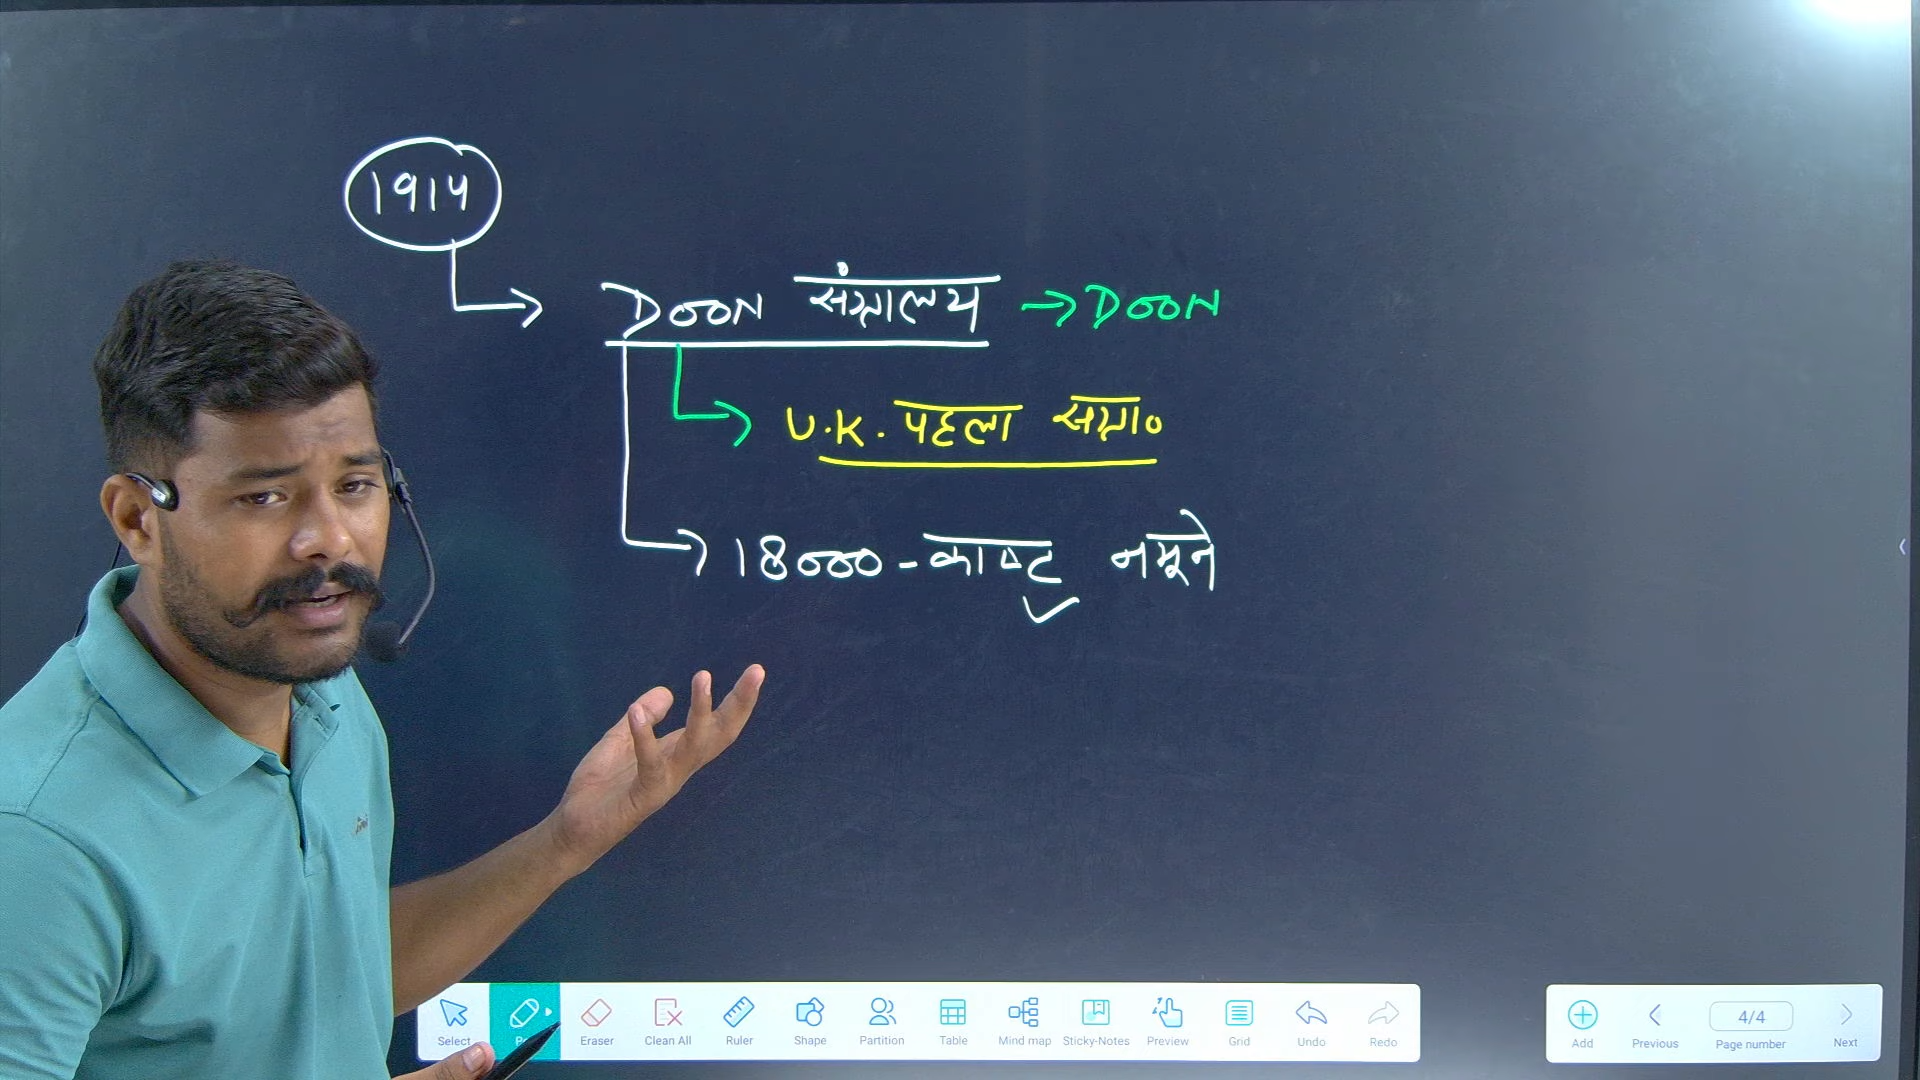 1914
DOON संग्रालय → DOON
U.K. पहला संग्रा०
18000 - काष्ट नमूने
Select
Eraser
Clean All
Ruler
Shape
Partition
Table
Mind map
Sticky-Notes
Preview
Grid
Undo
Redo
Add
Previous
4/4
Page number
Next